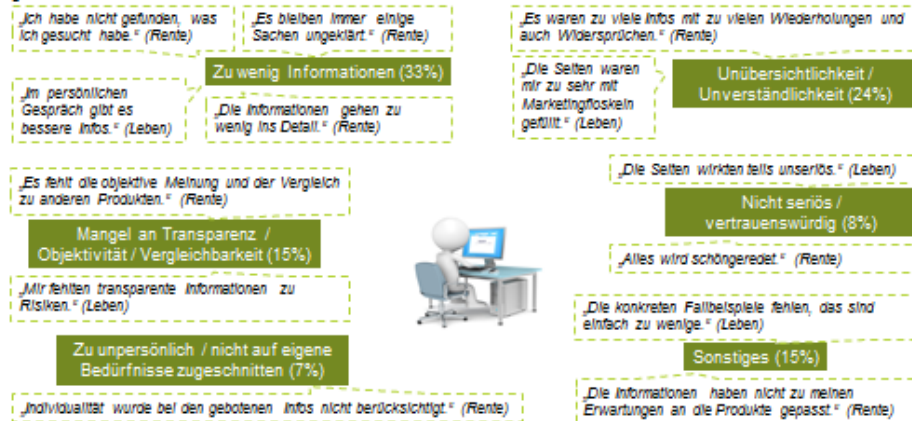 „Ich habe nicht gefunden, was
ich gesucht habe.“ (Rente)
„Es bleiben immer einige
Sachen ungeklärt.“ (Rente)
Zu wenig Informationen (33%)
„Im persönlichen
Gespräch gibt es
bessere Infos.“ (Leben)
„Die Informationen gehen zu
wenig ins Detail.“ (Rente)
„Es waren zu viele Infos mit zu vielen Wiederholungen und
auch Widersprüchen.“ (Rente)
„Die Seiten waren
mir zu sehr mit
Marketingfloskeln
gefüllt.“ (Leben)
Unübersichtlichkeit /
Unverständlichkeit (24%)
„Es fehlt die objektive Meinung und der Vergleich
zu anderen Produkten.“ (Rente)
Mangel an Transparenz /
Objektivität / Vergleichbarkeit (15%)
„Mir fehlten transparente Informationen zu
Risiken.“ (Leben)
„Die Seiten wirkten teils unseriös.“ (Leben)
Nicht seriös /
vertrauenswürdig (8%)
„Alles wird schöngeredet.“ (Rente)
Zu unpersönlich / nicht auf eigene
Bedürfnisse zugeschnitten (7%)
„Individualität wurde bei den gebotenen Infos nicht berücksichtigt.“ (Rente)
„Die konkreten Fallbeispiele fehlen, das sind
einfach zu wenige.“ (Leben)
Sonstiges (15%)
„Die Informationen haben nicht zu meinen
Erwartungen an die Produkte gepasst.“ (Rente)